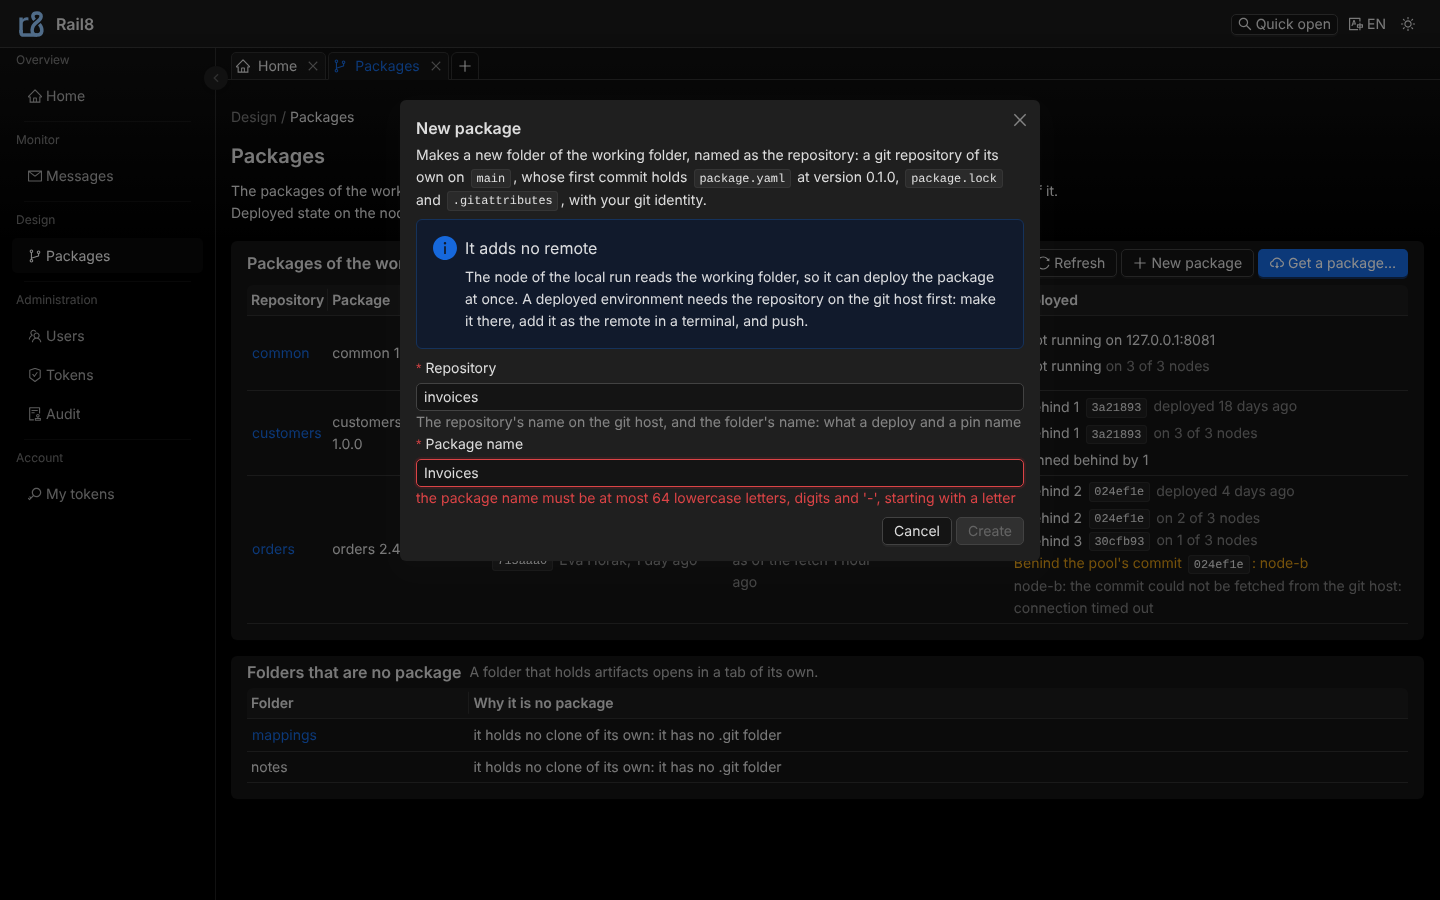 Rail8
Quick open
EN
Overview
Home
Monitor
Messages
Design
Packages
Administration
Users
Tokens
Audit
Account
My tokens
Home
Packages
Design / Packages
Packages
The packages of the
it.
Deployed state on the
Packages of the
Refresh
New package
Get a package...
Repository
Package
common
common
running on 127.0.0.1:8081
running on 3 of 3 nodes
customers
customers
1.0.0
1 3a21893 deployed 18 days ago
1 3a21893 on 3 of 3 nodes
behind by 1
orders
orders
2 024ef1e deployed 4 days ago
2 024ef1e on 2 of 3 nodes
3 30cfb93 on 1 of 3 nodes
Eva Horak, 1 day ago
as of the fetch 1 hour
ago
Behind the pool's commit 024ef1e : node-b
node-b: the commit could not be fetched from the git host:
connection timed out
New package
Makes a new folder of the working folder, named as the repository: a git repository of its
own on main , whose first commit holds package.yaml at version 0.1.0, package.lock
and .gitattributes , with your git identity.
It adds no remote
The node of the local run reads the working folder, so it can deploy the package
at once. A deployed environment needs the repository on the git host first: make
it there, add it as the remote in a terminal, and push.
* Repository
invoices
The repository's name on the git host, and the folder's name: what a deploy and a pin name
* Package name
Invoices
the package name must be at most 64 lowercase letters, digits and '-', starting with a letter
Cancel
Create
Folders that are no package
A folder that holds artifacts opens in a tab of its own.
Folder
Why it is no package
mappings
it holds no clone of its own: it has no .git folder
notes
it holds no clone of its own: it has no .git folder